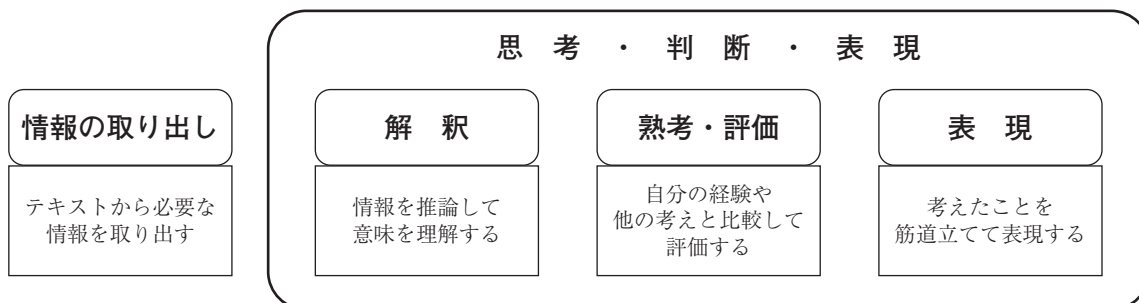 思考・判断・表現
情報の取り出し
テキストから必要な
情報を取り出す
解釈
情報を推論して
意味を理解する
熟考・評価
自分の経験や
他の考えと比較して
評価する
表現
考えたことを
筋道立てて表現する